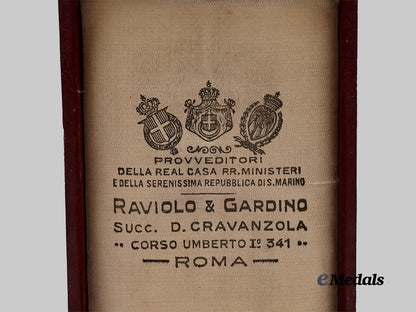 PROVVEDITORI
DELLA REAL CASA RR. MINISTERI
E DELLA SERENISSIMA REPUBBLICA DI S. MARINO
RAVIOLO & GARDINO
SUCC. D. CRAVANZOLA
" CORSO UMBERTO Iº 341 "
— ROMA —
eMedals